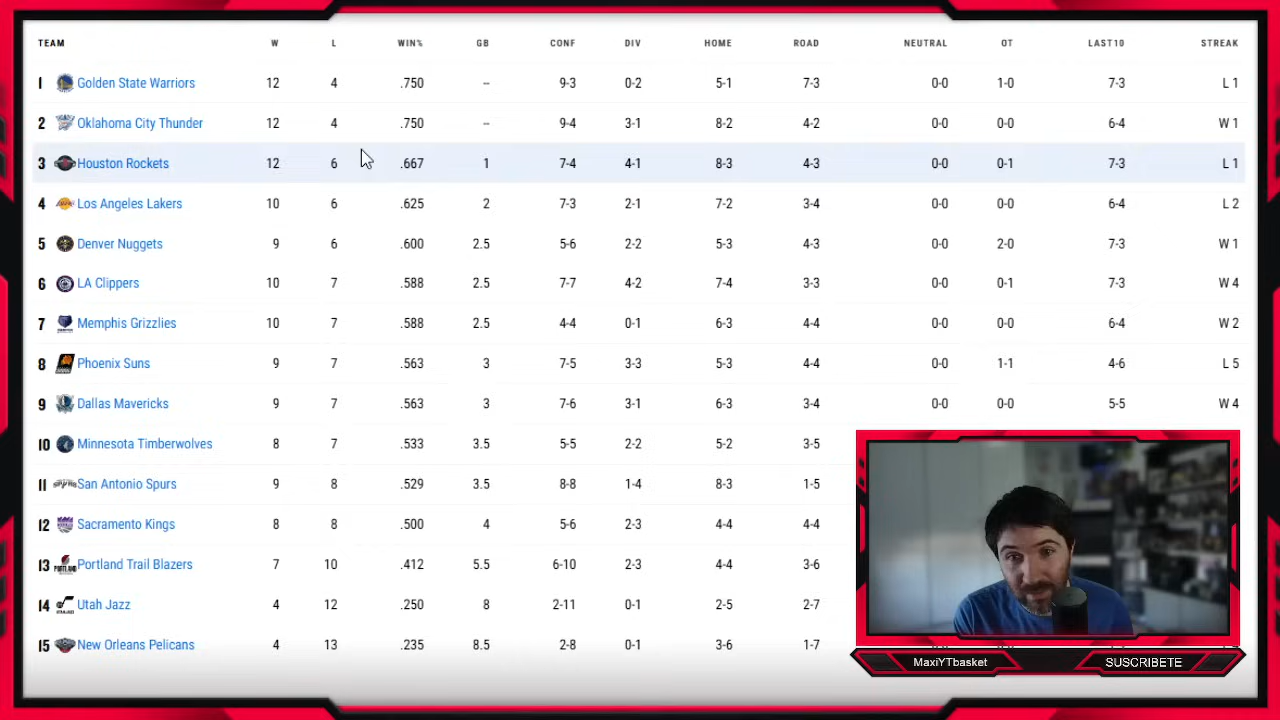 TEAM W L WIN% GB CONF DIV HOME ROAD NEUTRAL OT LAST10 STREAK
1 Golden State Warriors 12 4 .750 -- 9-3 0-2 5-1 7-3 0-0 1-0 7-3 L 1
2 Oklahoma City Thunder 12 4 .750 -- 9-4 3-1 8-2 4-2 0-0 0-0 6-4 W 1
3 Houston Rockets 12 6 .667 1 7-4 4-1 8-3 4-3 0-0 0-1 7-3 L 1
4 Los Angeles Lakers 10 6 .625 2 7-3 2-1 7-2 3-4 0-0 0-0 6-4 L 2
5 Denver Nuggets 9 6 .600 2.5 5-6 2-2 5-3 4-3 0-0 2-0 7-3 W 1
6 LA Clippers 10 7 .588 2.5 7-7 4-2 7-4 3-3 0-0 0-1 7-3 W 4
7 Memphis Grizzlies 10 7 .588 2.5 4-4 0-1 6-3 4-4 0-0 0-0 6-4 W 2
8 Phoenix Suns 9 7 .563 3 7-5 3-3 5-3 4-4 0-0 1-1 4-6 L 5
9 Dallas Mavericks 9 7 .563 3 7-6 3-1 6-3 3-4 0-0 0-0 5-5 W 4
10 Minnesota Timberwolves 8 7 .533 3.5 5-5 2-2 5-2 3-5
11 San Antonio Spurs 9 8 .529 3.5 8-8 1-4 8-3 1-5
12 Sacramento Kings 8 8 .500 4 5-6 2-3 4-4 4-4
13 Portland Trail Blazers 7 10 .412 5.5 6-10 2-3 4-4 3-6
14 Utah Jazz 4 12 .250 8 2-11 0-1 2-5 2-7
15 New Orleans Pelicans 4 13 .235 8.5 2-8 0-1 3-6 1-7
MaxiYTbasket SUSCRIBETE